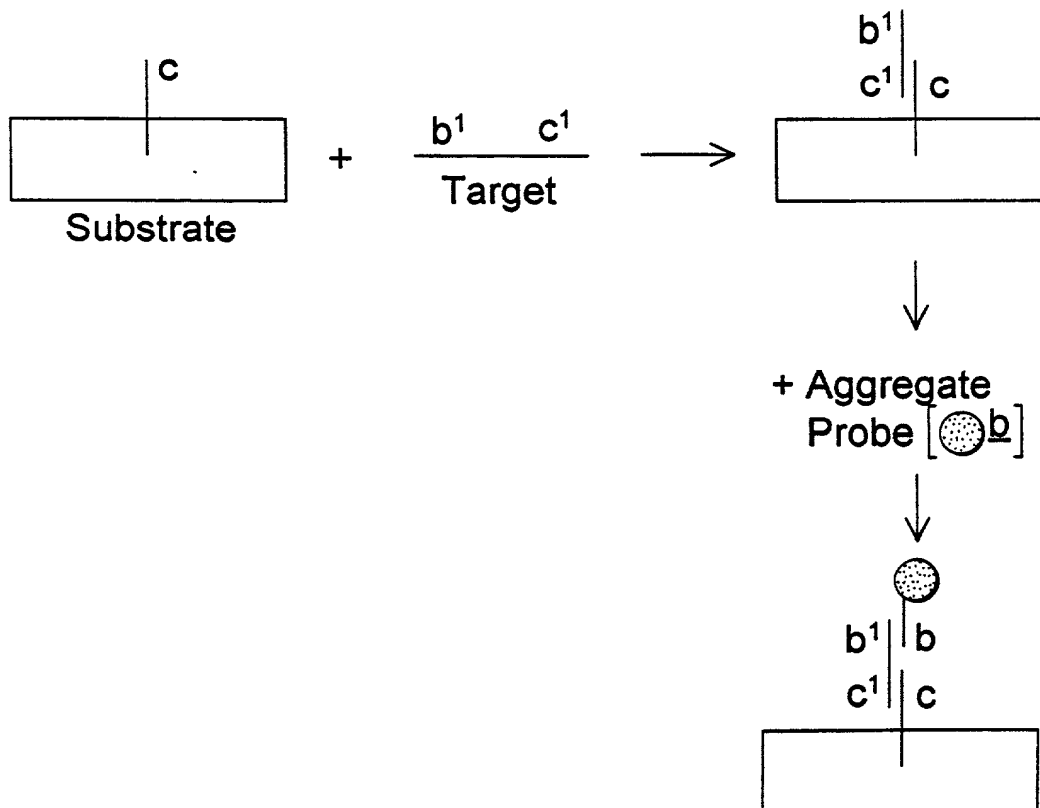 c
Substrate
+
b¹ c¹
Target
b¹
c¹ c
+ Aggregate
Probe [b]
b¹ b
c¹ c